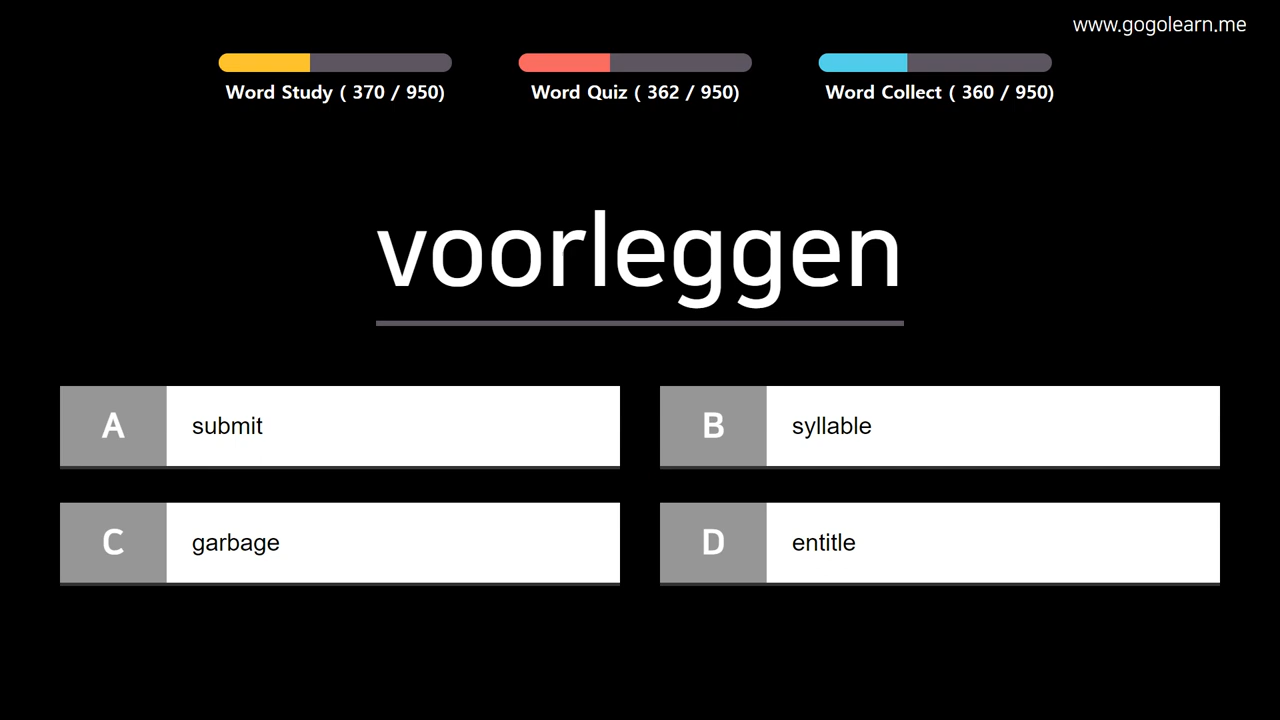 www.gogolearn.me
Word Study ( 370 / 950)
Word Quiz ( 362 / 950)
Word Collect ( 360 / 950)
voorleggen
A submit
B syllable
C garbage
D entitle